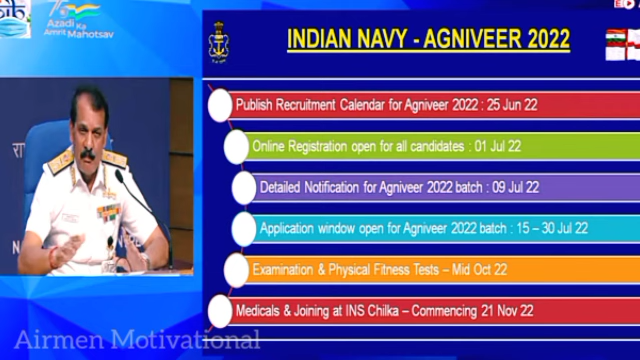 pib
75
Azadi Ka
Amrit Mahotsav
INDIAN NAVY - AGNIVEER 2022
Publish Recruitment Calendar for Agniveer 2022 : 25 Jun 22
Online Registration open for all candidates : 01 Jul 22
Detailed Notification for Agniveer 2022 batch : 09 Jul 22
Application window open for Agniveer 2022 batch : 15 – 30 Jul 22
Examination & Physical Fitness Tests – Mid Oct 22
Medicals & Joining at INS Chilka – Commencing 21 Nov 22
Airmen Motivational